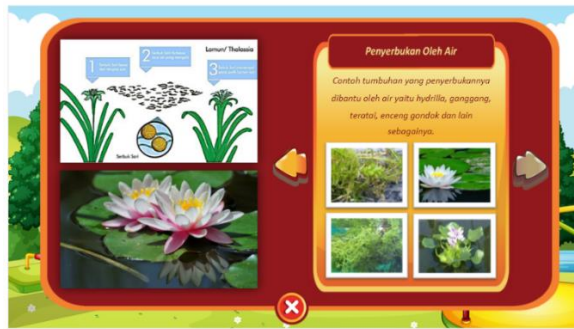 Lamun/ Thalassia
1
2
3
Serbuk Sari
Penyerbukan Oleh Air
Contoh tumbuhan yang penyerbukannya
dibantu oleh air yaitu hydrilla, ganggang,
teratai, enceng gondok dan lain
sebagainya.